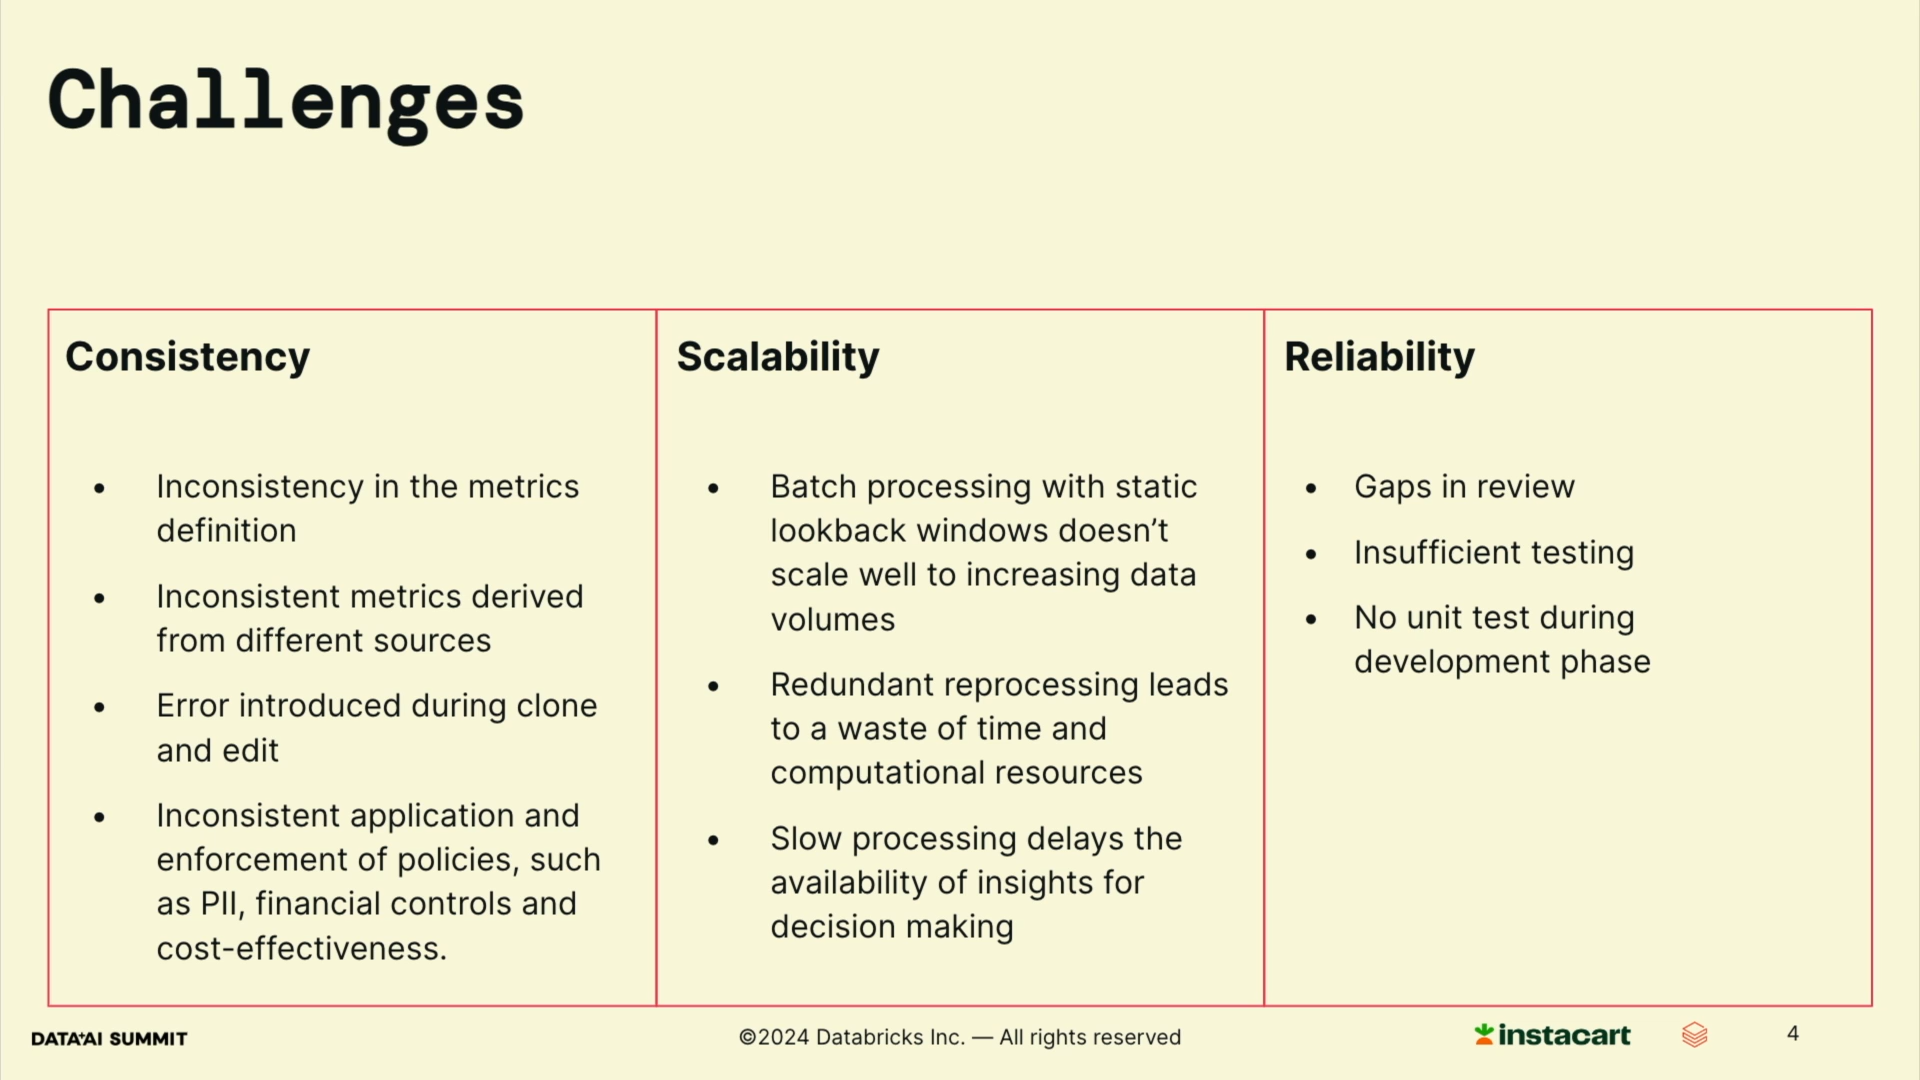 Challenges
Consistency
• Inconsistency in the metrics
definition
• Inconsistent metrics derived
from different sources
• Error introduced during clone
and edit
• Inconsistent application and
enforcement of policies, such
as PII, financial controls and
cost-effectiveness.
Scalability
• Batch processing with static
lookback windows doesn’t
scale well to increasing data
volumes
• Redundant reprocessing leads
to a waste of time and
computational resources
• Slow processing delays the
availability of insights for
decision making
Reliability
• Gaps in review
• Insufficient testing
• No unit test during
development phase
DATA+AI SUMMIT
©2024 Databricks Inc. — All rights reserved
instacart
4